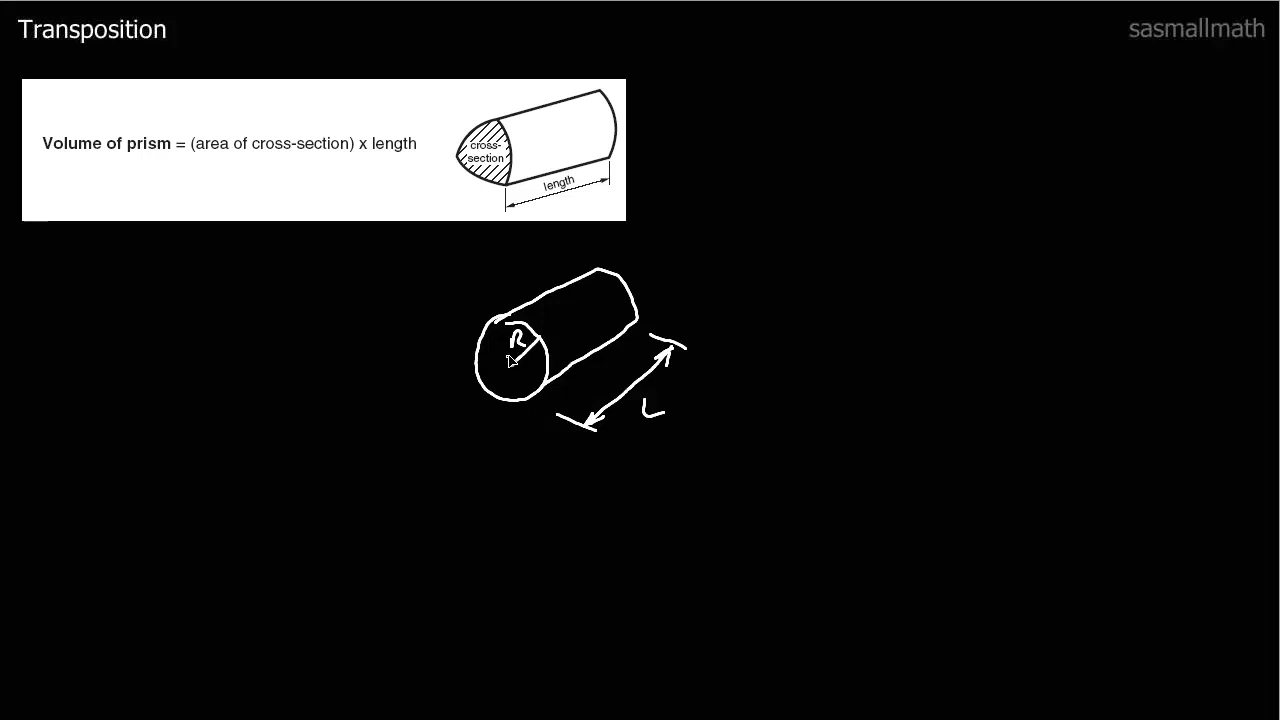 Transposition
sasmallmath
Volume of prism = (area of cross-section) x length
cross-
section
length
R
L